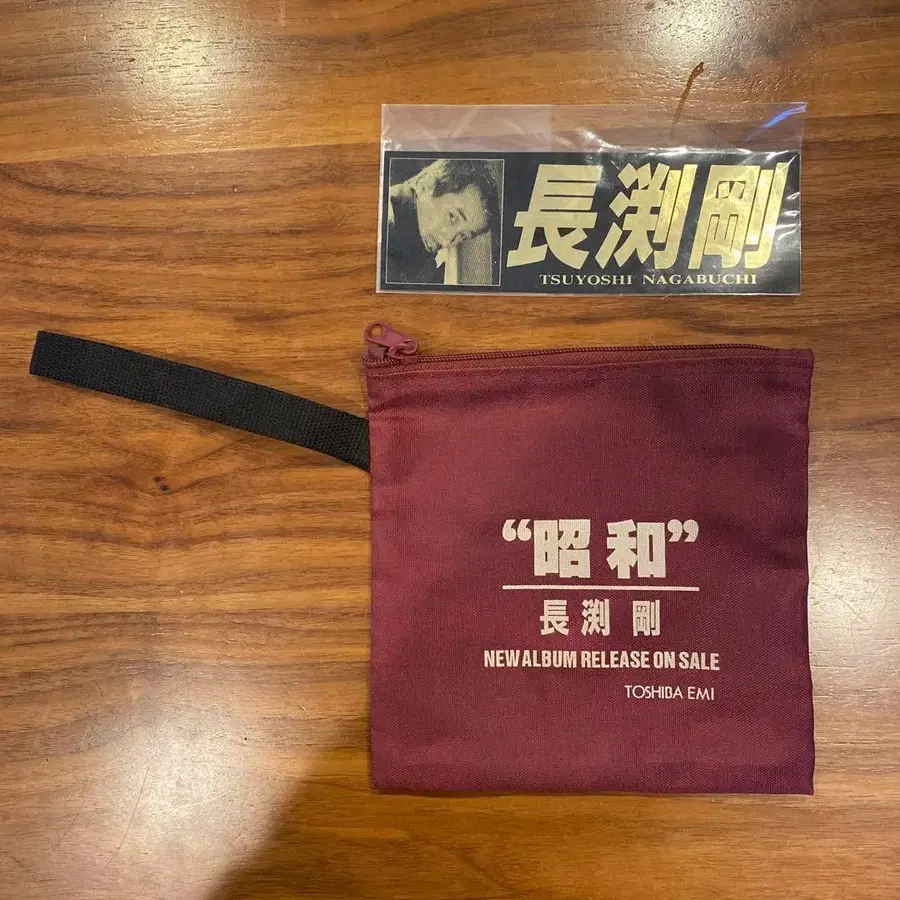 長渕剛
TSUYOSHI NAGABUCHI
“昭和”
長渕 剛
NEW ALBUM RELEASE ON SALE
TOSHIBA EMI